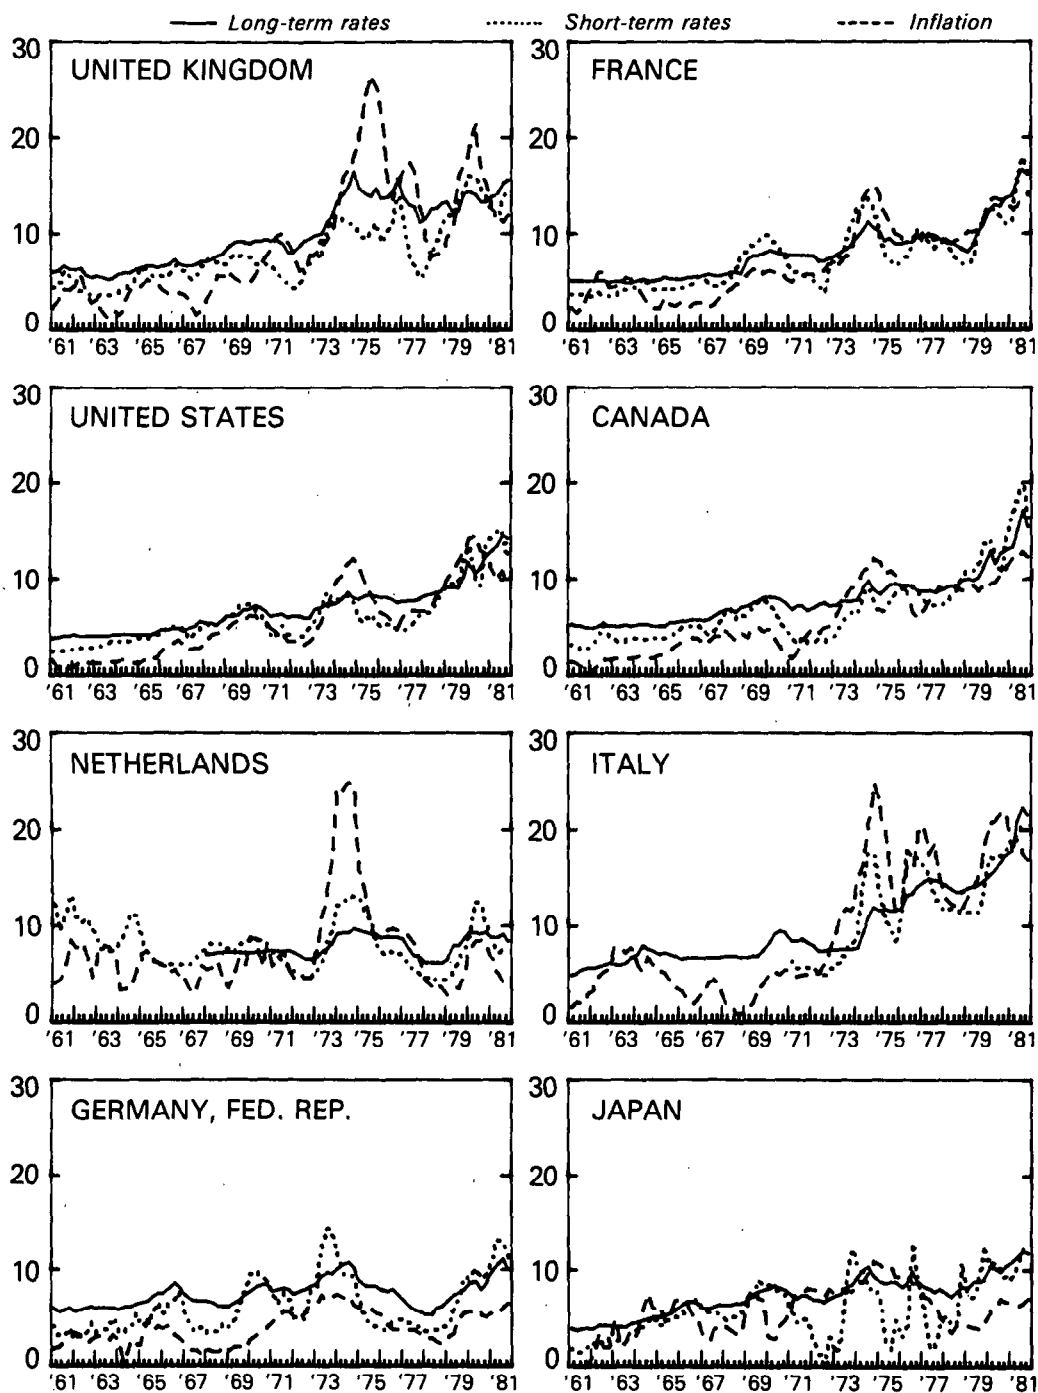 Long-term rates Short-term rates Inflation
30 30
UNITED KINGDOM FRANCE
20 20
10 10
0 0
'61 '63 '65 '67 '69 '71 '73 '75 '77 '79 '81 '61 '63 '65 '67 '69 '71 '73 '75 '77 '79 '81
30 30
UNITED STATES CANADA
20 20
10 10
0 0
'61 '63 '65 '67 '69 '71 '73 '75 '77 '79 '81 '61 '63 '65 '67 '69 '71 '73 '75 '77 '79 '81
30 30
NETHERLANDS ITALY
20 20
10 10
0 0
'61 '63 '65 '67 '69 '71 '73 '75 '77 '79 '81 '61 '63 '65 '67 '69 '71 '73 '75 '77 '79 '81
30 30
GERMANY, FED. REP. JAPAN
20 20
10 10
0 0
'61 '63 '65 '67 '69 '71 '73 '75 '77 '79 '81 '61 '63 '65 '67 '69 '71 '73 '75 '77 '79 '81